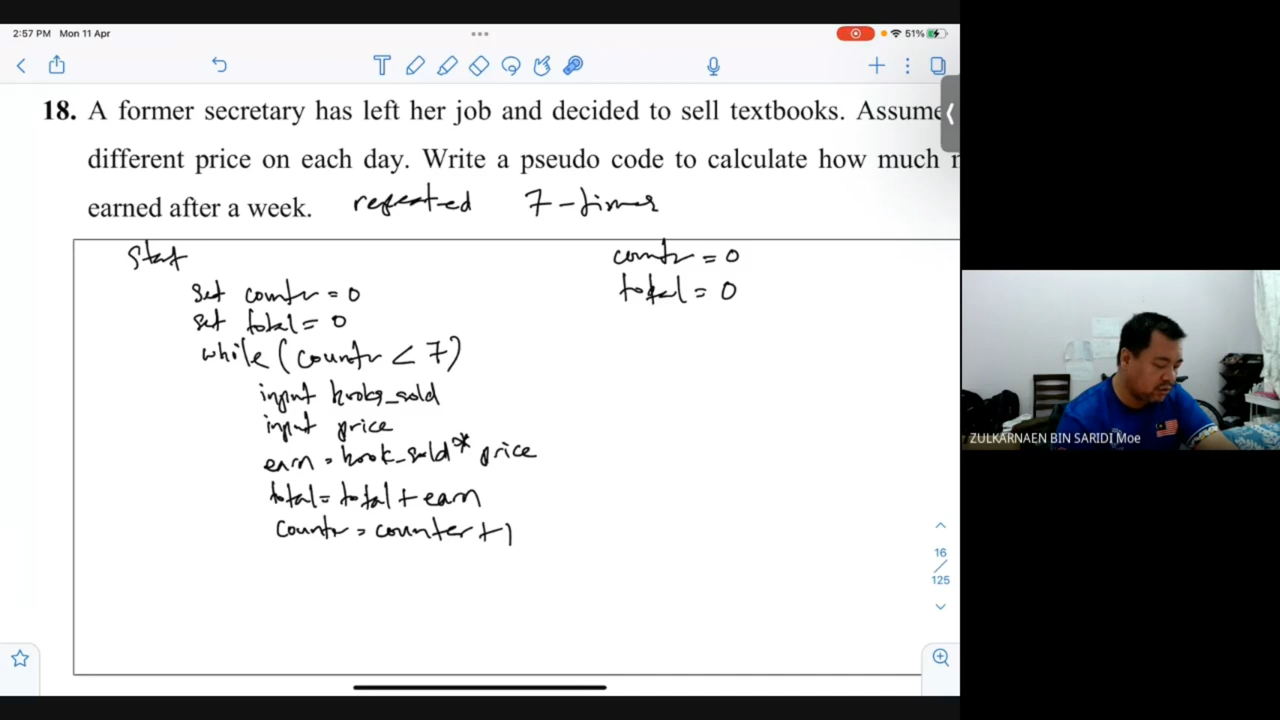 2:57 PM Mon 11 Apr
51%
18. A former secretary has left her job and decided to sell textbooks. Assume
different price on each day. Write a pseudo code to calculate how much
earned after a week. repeated 7-times
Start
set counter = 0
set total = 0
while (counter < 7)
input books_sold
input price
earn = book_sold * price
total = total + earn
counter = counter + 1
counter = 0
total = 0
ZULKARNAEN BIN SARIDI Moe
16
125